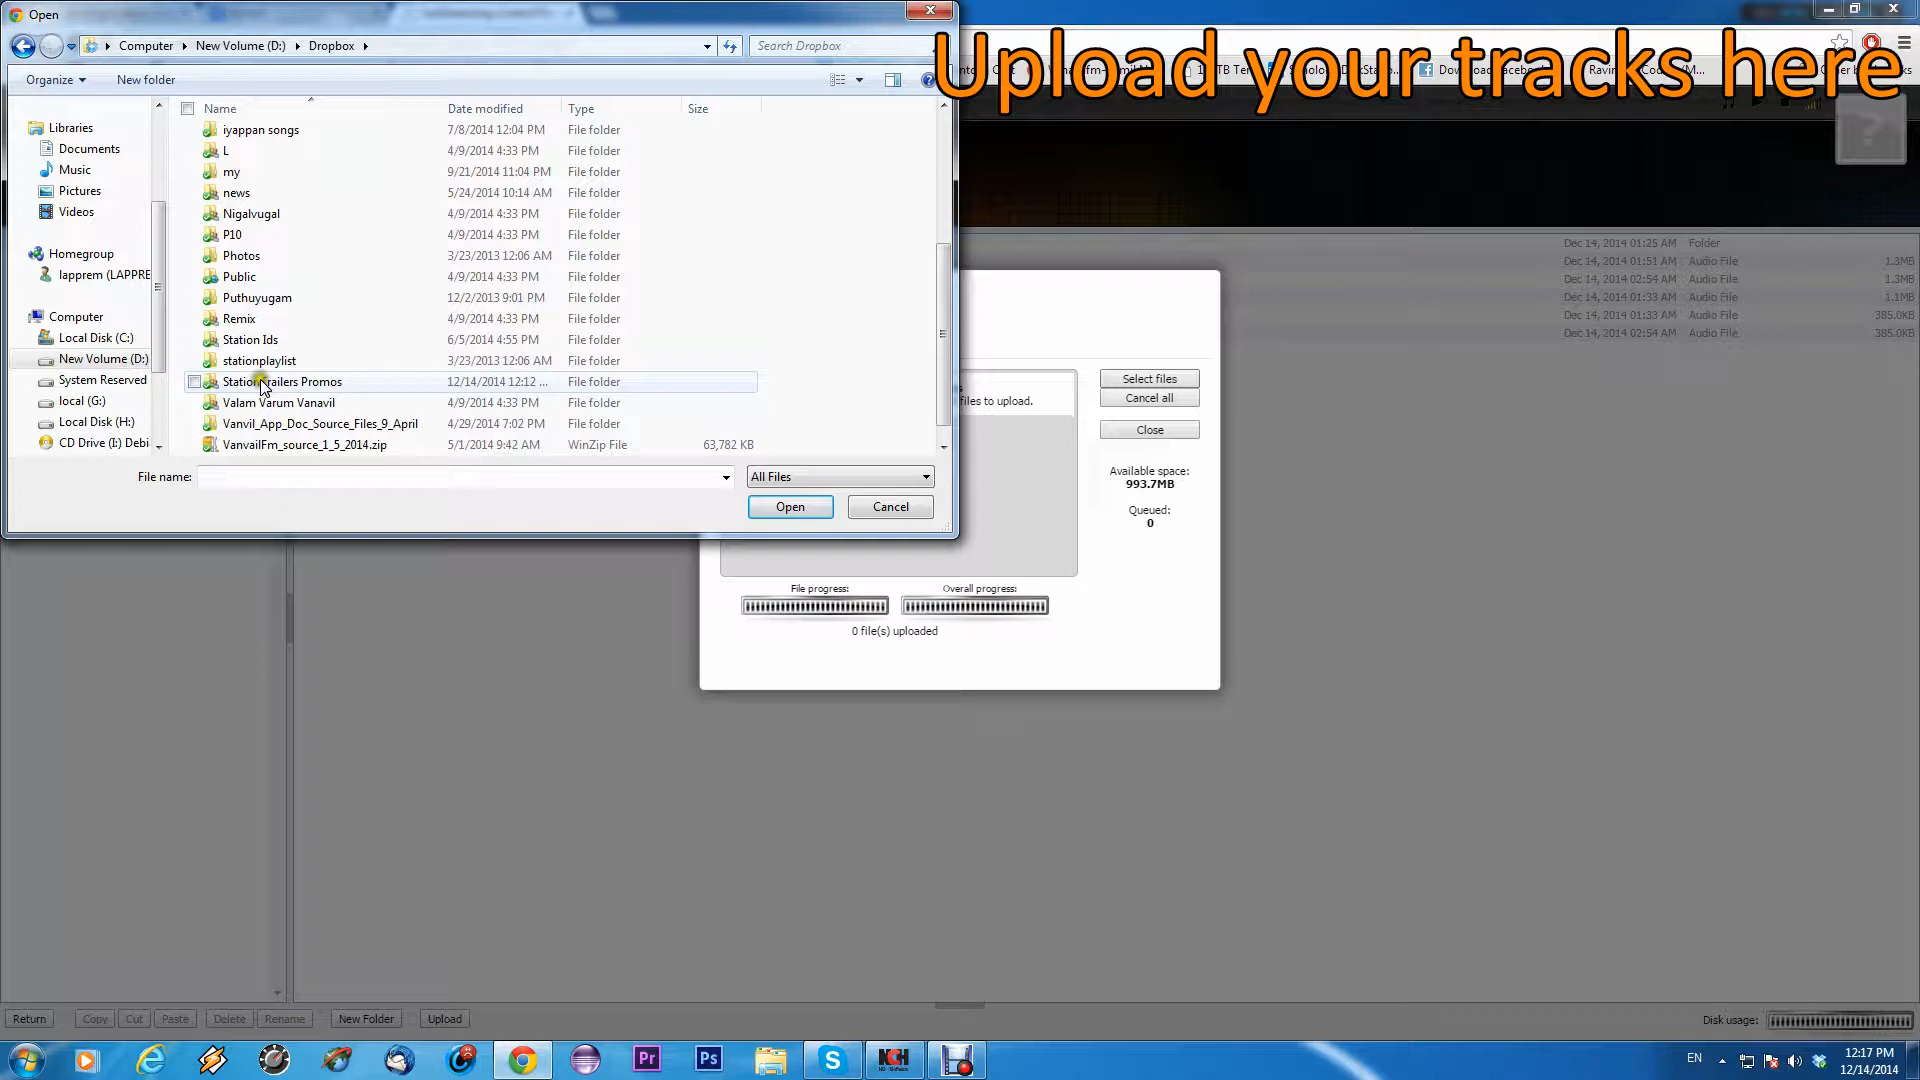 Open
Upload your tracks here
Computer New Volume (D:) Dropbox
Search Dropbox
Organize New folder
Name Date modified Type Size
iyappan songs 7/8/2014 12:04 PM File folder
L 4/9/2014 4:33 PM File folder
my 9/21/2014 11:04 PM File folder
news 5/24/2014 10:14 AM File folder
Nigalvugal 4/9/2014 4:33 PM File folder
P10 4/9/2014 4:33 PM File folder
Photos 3/23/2013 12:06 AM File folder
Public 4/9/2014 4:33 PM File folder
Puthuyugam 12/2/2013 9:01 PM File folder
Remix 4/9/2014 4:33 PM File folder
Station Ids 6/5/2014 4:55 PM File folder
stationplaylist 3/23/2013 12:06 AM File folder
Promos 12/14/2014 12:12 ... File folder
Valam Varum Vanavil 4/9/2014 4:33 PM File folder
Vanvil_App_Doc_Source_Files_9_April 4/29/2014 7:02 PM File folder
VanvailFm_source_1_5_2014.zip 5/1/2014 9:42 AM WinZip File 63,782 KB
Libraries
Documents
Music
Pictures
Videos
Homegroup
lapprem (LAPPRE
Computer
Local Disk (C:)
New Volume (D:)
System Reserved
local (G:)
Local Disk (H:)
CD Drive (I:) Debi
File name:
All Files
Open Cancel
Dec 14, 2014 01:25 AM Folder
Dec 14, 2014 01:51 AM Audio File 1.3MB
Dec 14, 2014 02:54 AM Audio File 1.3MB
Dec 14, 2014 01:33 AM Audio File 1.1MB
Dec 14, 2014 01:33 AM Audio File 385.0KB
Dec 14, 2014 02:54 AM Audio File 385.0KB
files to upload.
Select files
Cancel all
Close
Available space:
993.7MB
Queued:
0
File progress: Overall progress:
0 file(s) uploaded
Return Copy Cut Paste Delete Rename New Folder Upload
Disk usage:
Pr Ps NCH
EN
12:17 PM
12/14/2014